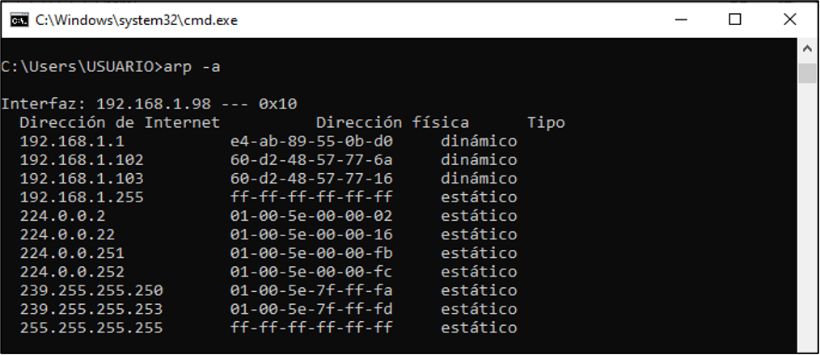 C:\Windows\system32\cmd.exe
C:\Users\USUARIO>arp -a
Interfaz: 192.168.1.98 --- 0x10
Dirección de Internet Dirección física Tipo
192.168.1.1 e4-ab-89-55-0b-d0 dinámico
192.168.1.102 60-d2-48-57-77-6a dinámico
192.168.1.103 60-d2-48-57-77-16 dinámico
192.168.1.255 ff-ff-ff-ff-ff-ff estático
224.0.0.2 01-00-5e-00-00-02 estático
224.0.0.22 01-00-5e-00-00-16 estático
224.0.0.251 01-00-5e-00-00-fb estático
224.0.0.252 01-00-5e-00-00-fc estático
239.255.255.250 01-00-5e-7f-ff-fa estático
239.255.255.253 01-00-5e-7f-ff-fd estático
255.255.255.255 ff-ff-ff-ff-ff-ff estático